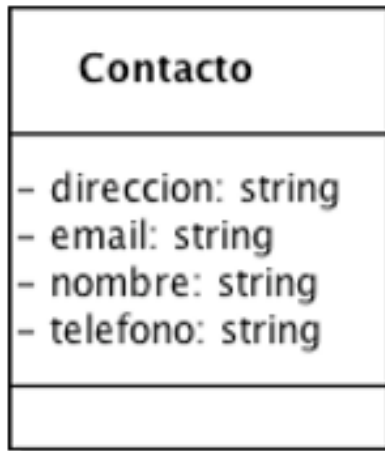 Contacto
- direccion: string
- email: string
- nombre: string
- telefono: string